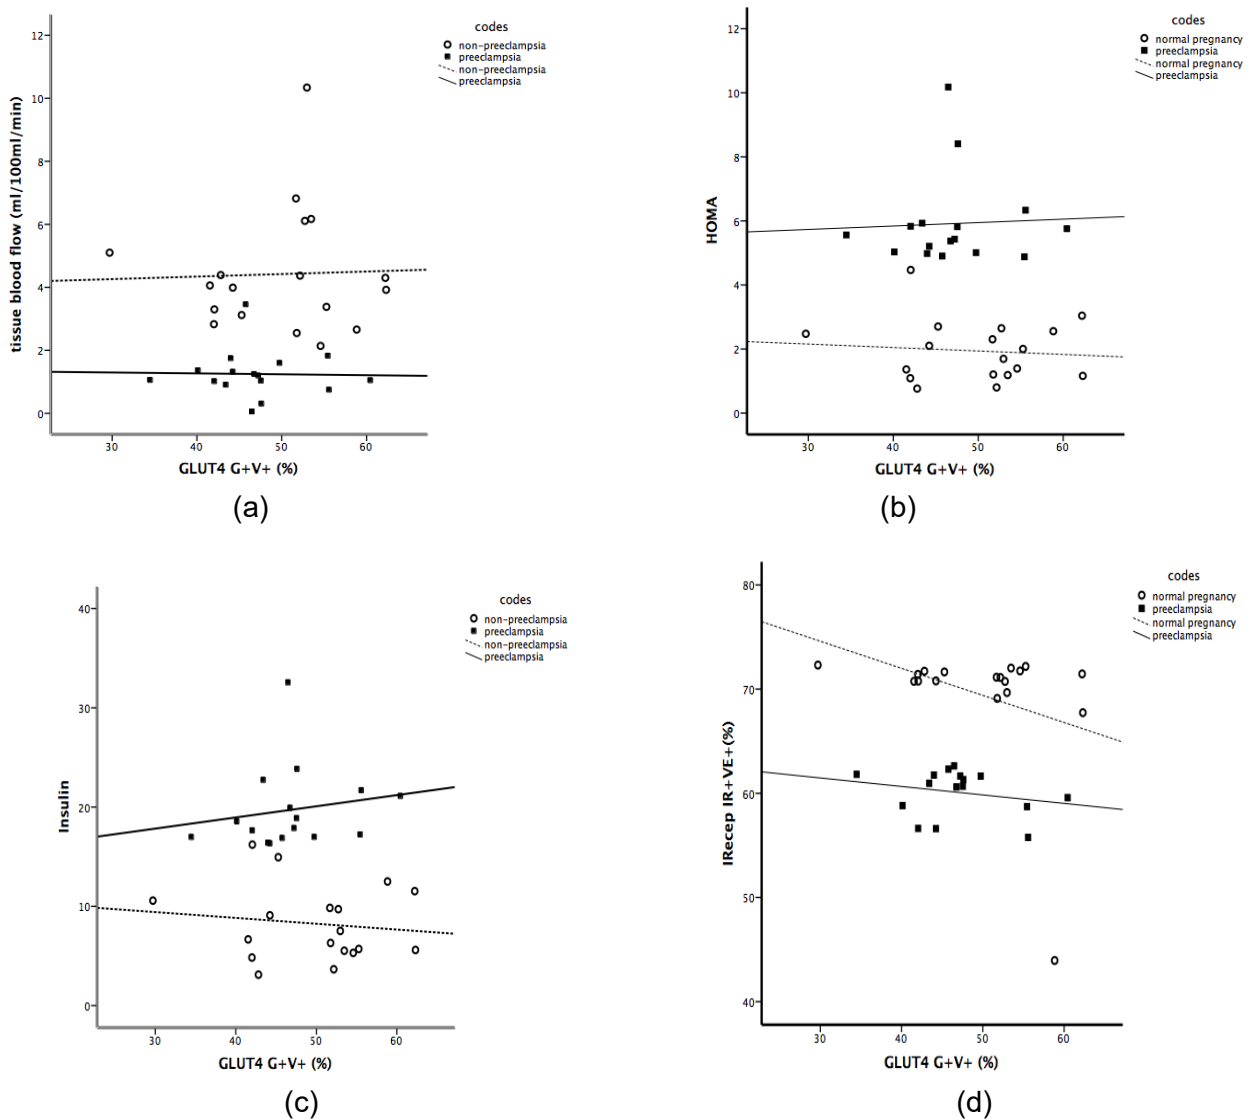 codes
non-preeclampsia
preeclampsia
non-preeclampsia
preeclampsia
12
10
8
6
4
2
0
tissue blood flow (ml/100ml/min)
30 40 50 60
GLUT4 G+V+ (%)
(a)
codes
normal pregnancy
preeclampsia
normal pregnancy
preeclampsia
12
10
8
6
4
2
0
HOMA
30 40 50 60
GLUT4 G+V+ (%)
(b)
codes
non-preeclampsia
preeclampsia
non-preeclampsia
preeclampsia
40
30
20
10
0
Insulin
30 40 50 60
GLUT4 G+V+ (%)
(c)
codes
normal pregnancy
preeclampsia
normal pregnancy
preeclampsia
80
70
60
50
40
IRecep IR+VE+(%)
30 40 50 60
GLUT4 G+V+ (%)
(d)